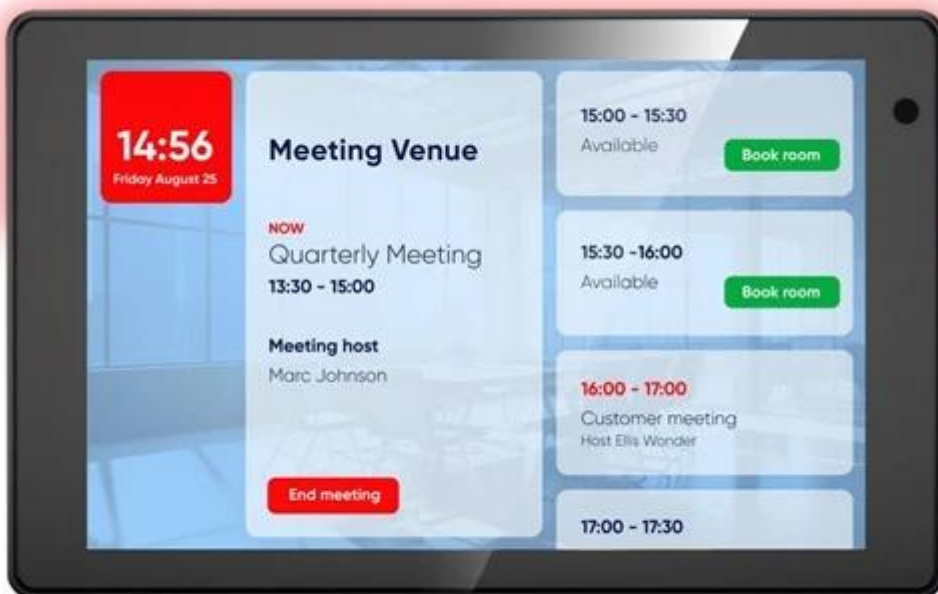 14:56
Friday August 25
Meeting Venue
NOW
Quarterly Meeting
13:30 - 15:00
Meeting host
Marc Johnson
End meeting
15:00 - 15:30
Available
Book room
15:30 -16:00
Available
Book room
16:00 - 17:00
Customer meeting
Host Ellis Wonder
17:00 - 17:30